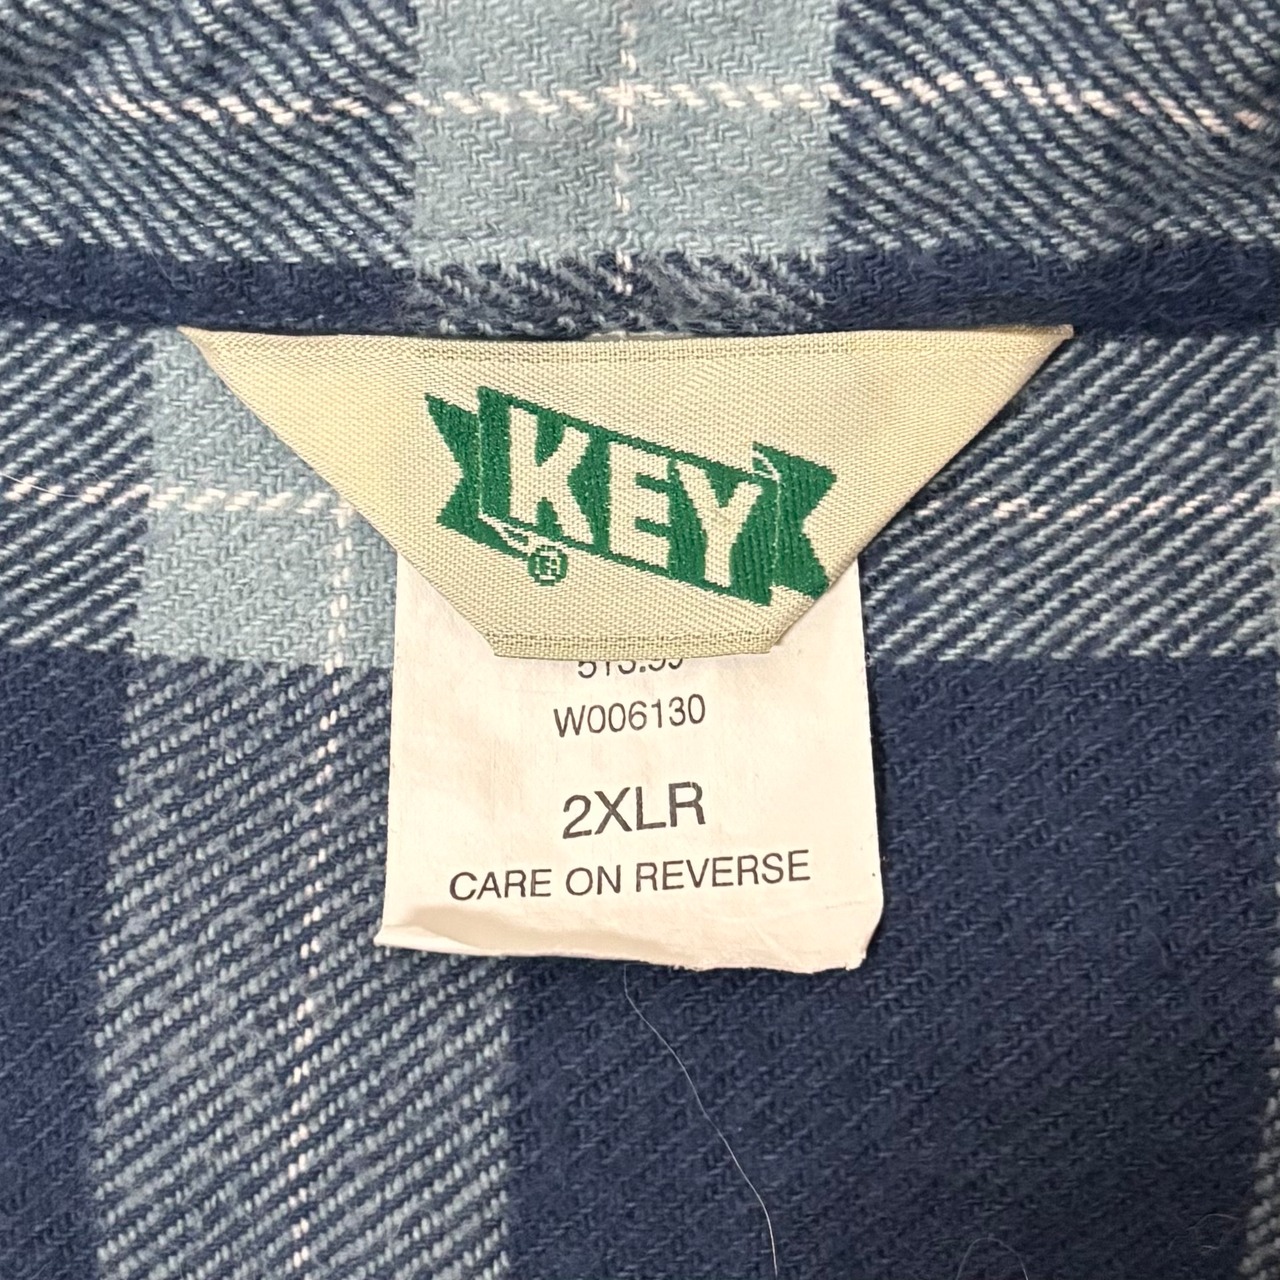 KEY
W006130
2XLR
CARE ON REVERSE